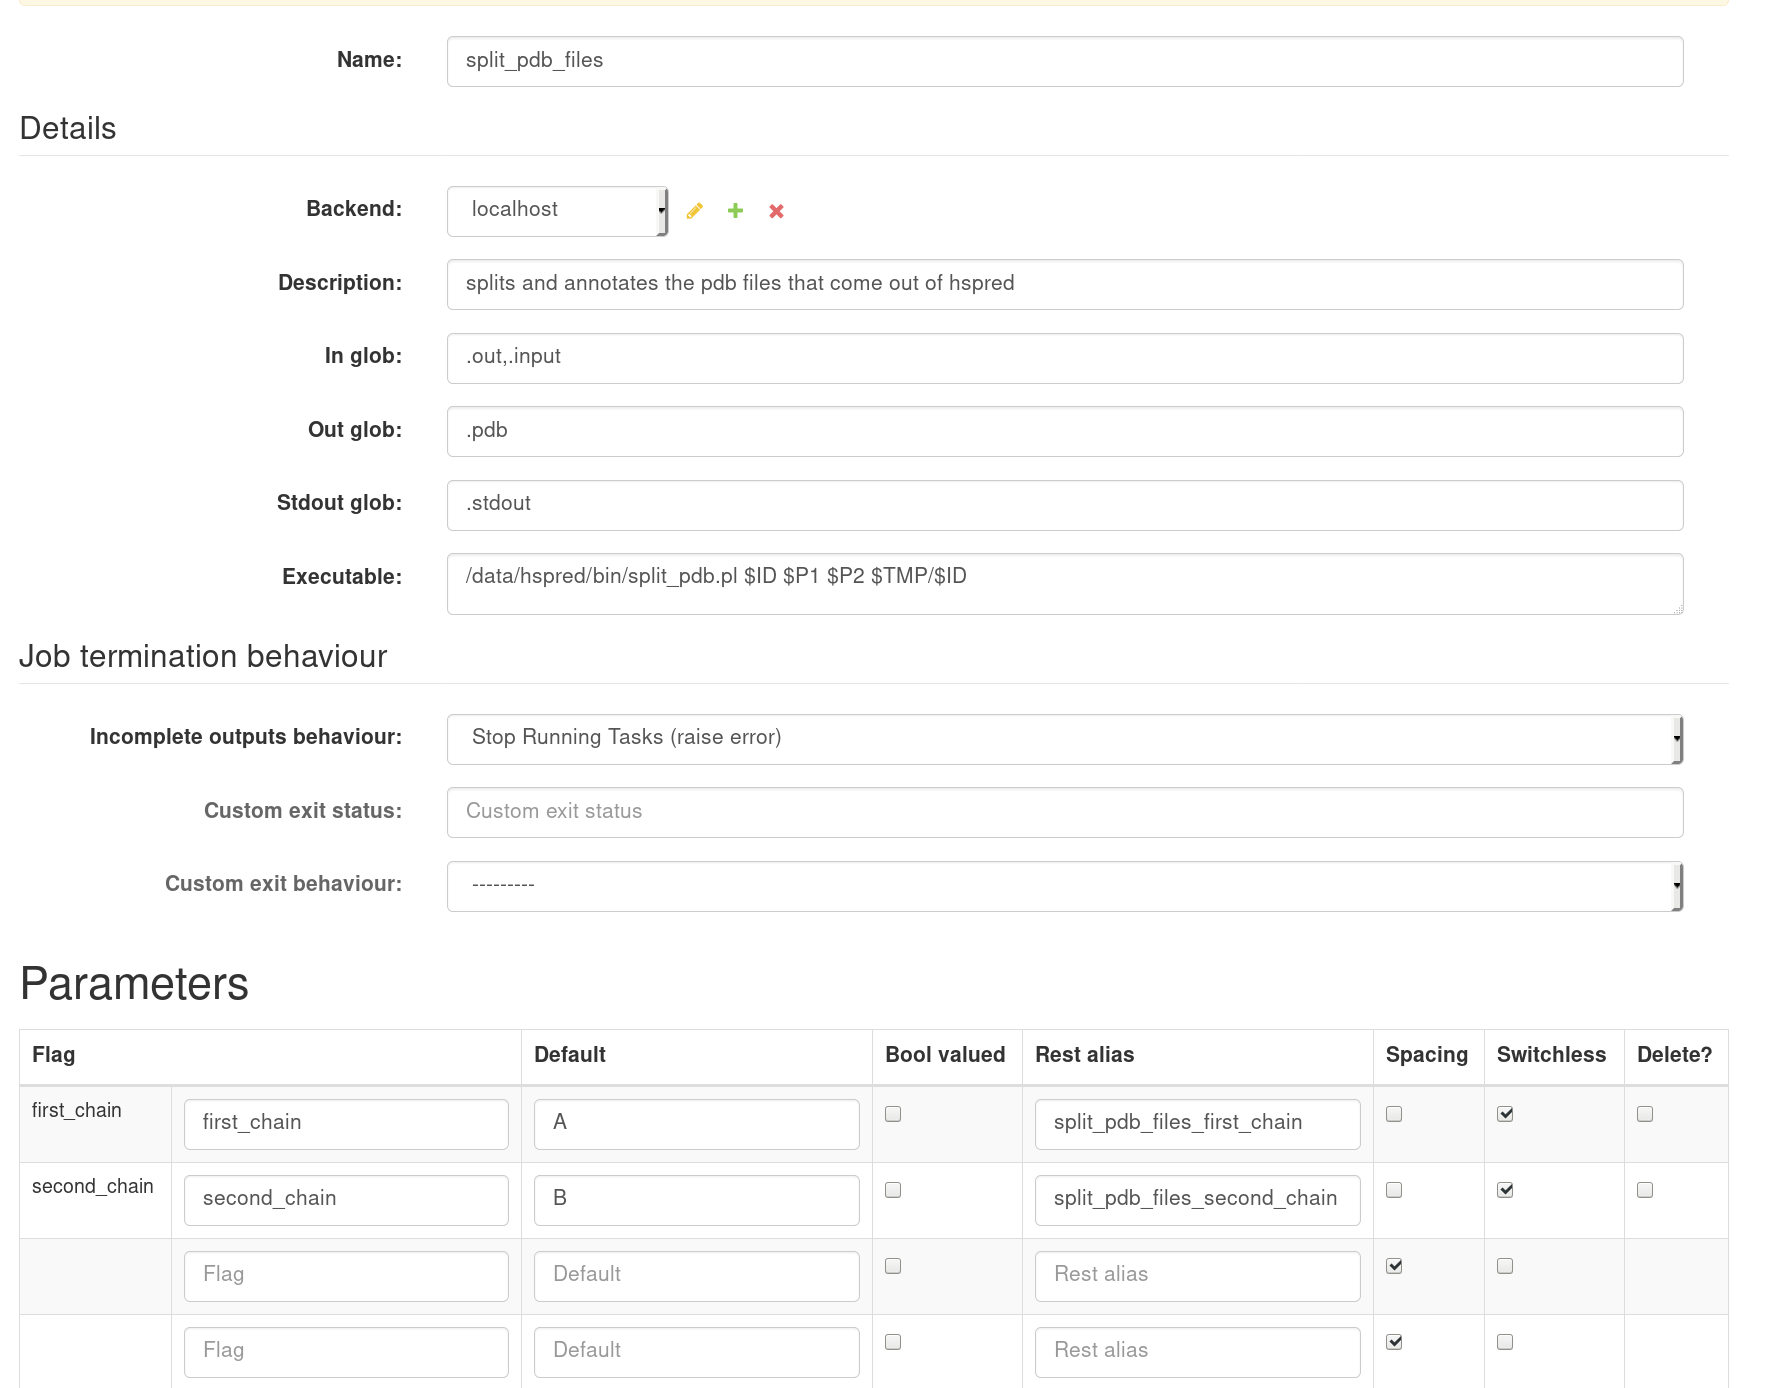 Name: split_pdb_files
Details
Backend: localhost
Description: splits and annotates the pdb files that come out of hspred
In glob: .out,.input
Out glob: .pdb
Stdout glob: .stdout
Executable: /data/hspred/bin/split_pdb.pl $ID $P1 $P2 $TMP/$ID
Job termination behaviour
Incomplete outputs behaviour: Stop Running Tasks (raise error)
Custom exit status: Custom exit status
Custom exit behaviour: ---------
Parameters
Flag Default Bool valued Rest alias Spacing Switchless Delete?
first_chain first_chain A split_pdb_files_first_chain
second_chain second_chain B split_pdb_files_second_chain
Flag Default Rest alias
Flag Default Rest alias